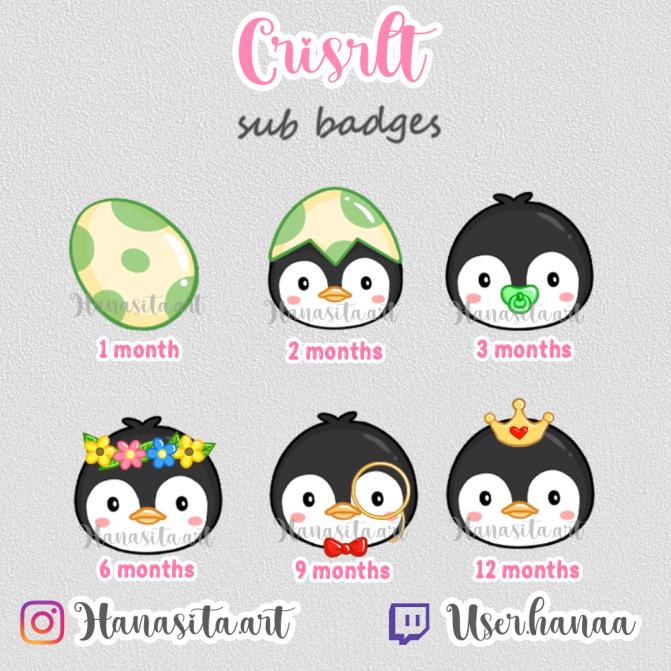 Crisrlt
sub badges
Hanasita.art Hanasita.art Hanasita.art
1 month 2 months 3 months
Hanasita.art Hanasita.art Hanasita.art
6 months 9 months 12 months
Hanasita.art User.hanaa